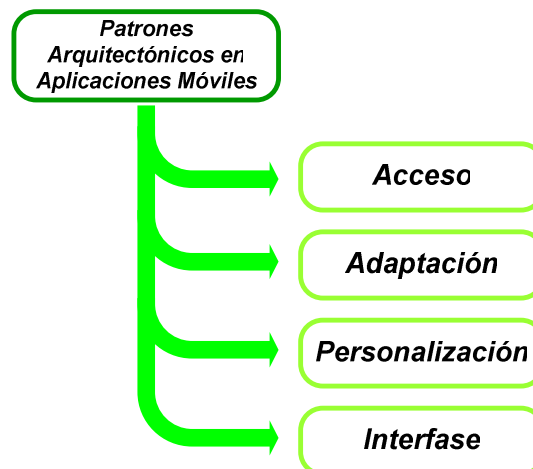 Patrones
Arquitectónicos en
Aplicaciones Móviles
Acceso
Adaptación
Personalización
Interfase